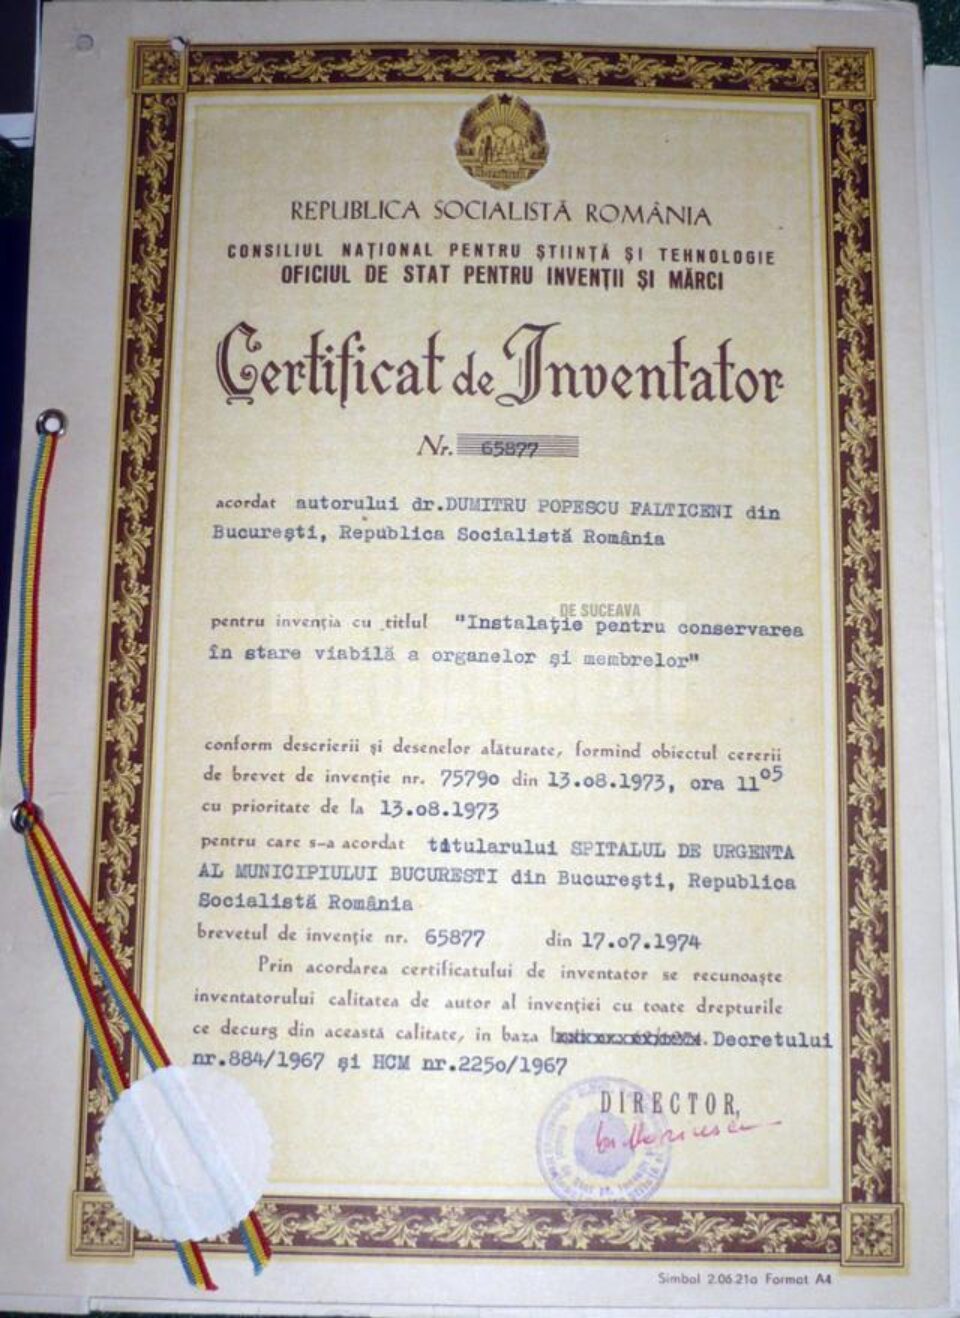 REPUBLICA SOCIALISTĂ ROMÂNIA
CONSILIUL NAȚIONAL PENTRU ȘTIINȚĂ ȘI TEHNOLOGIE
OFICIUL DE STAT PENTRU INVENȚII ȘI MĂRCI
Certificat de Inventator
Nr. 65877
acordat autorului dr.DUMITRU POPESCU FALTICENI din
București, Republica Socialistă România
DE SUCEAVA
pentru invenția cu titlul "Instalație pentru conservarea
în stare viabilă a organelor și membrelor"
conform descrierii și desenelor alăturate, formind obiectul cererii
de brevet de invenție nr. 75790 din 13.08.1973, ora 11⁰⁵
cu prioritate de la 13.08.1973
pentru care s-a acordat titularului SPITALUL DE URGENTA
AL MUNICIPIULUI BUCURESTI din București, Republica
Socialistă România
brevetul de invenție nr. 65877 din 17.07.1974
Prin acordarea certificatului de inventator se recunoaște
inventatorului calitatea de autor al invenției cu toate drepturile
ce decurg din această calitate, in baza Decretului
nr.884/1967 și HCM nr.2250/1967
DIRECTOR,
Simbol 2.06.21a Format A4